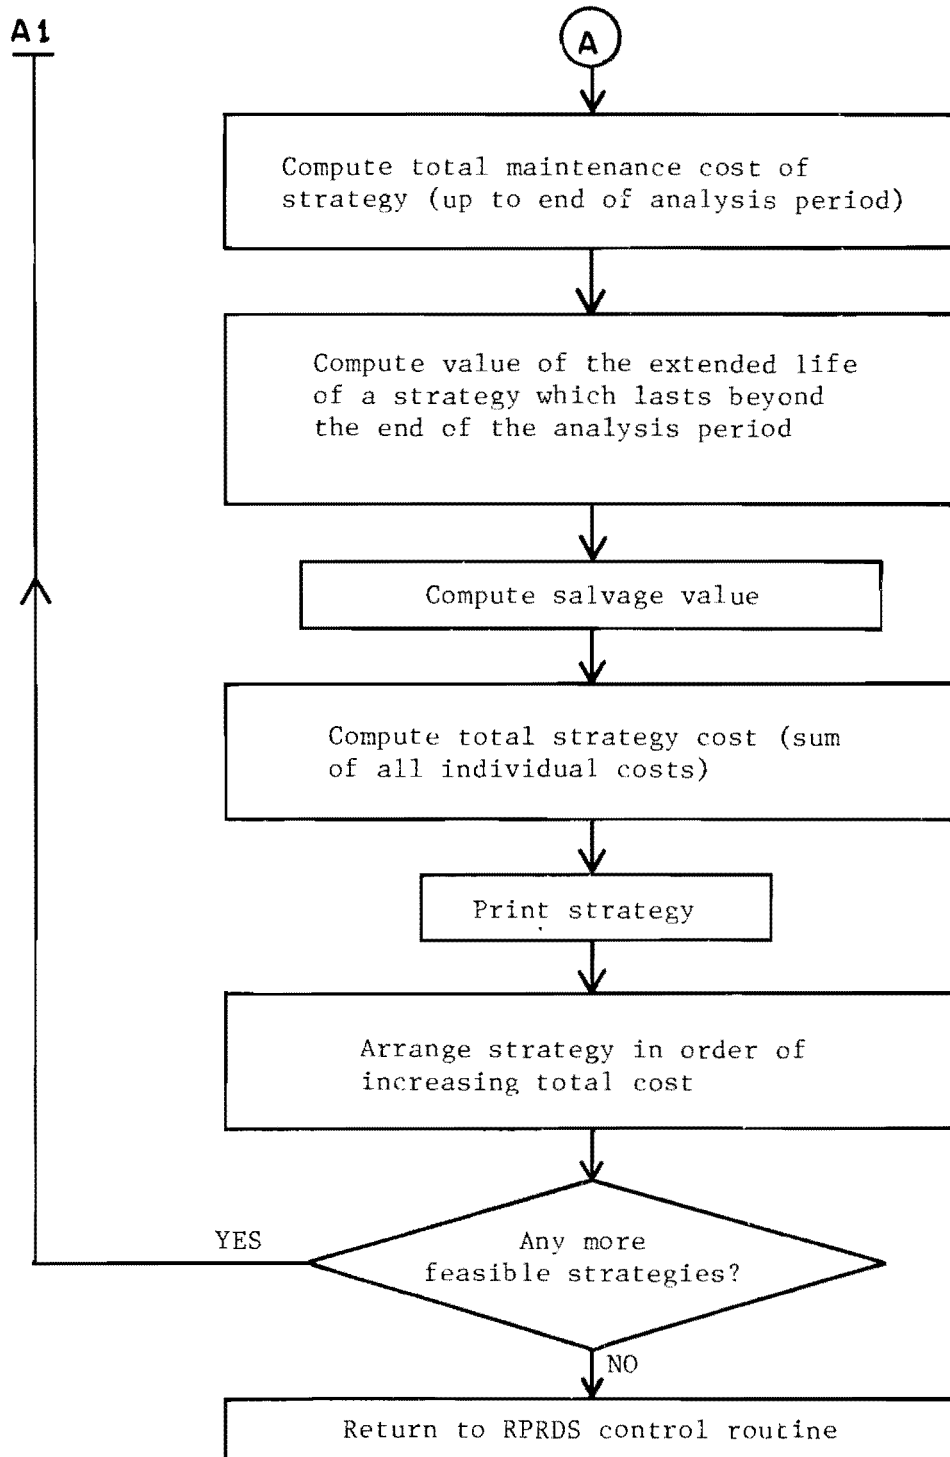 A1
A
Compute total maintenance cost of
strategy (up to end of analysis period)
Compute value of the extended life
of a strategy which lasts beyond
the end of the analysis period
Compute salvage value
Compute total strategy cost (sum
of all individual costs)
Print strategy
Arrange strategy in order of
increasing total cost
YES
Any more
feasible strategies?
NO
Return to RPRDS control routine